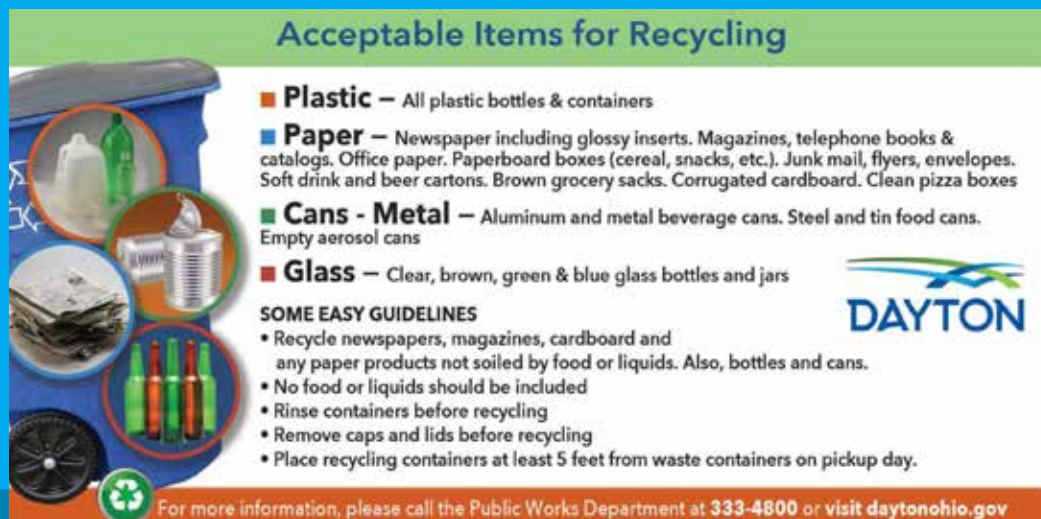 Acceptable Items for Recycling
■ Plastic – All plastic bottles & containers
■ Paper – Newspaper including glossy inserts. Magazines, telephone books &
catalogs. Office paper. Paperboard boxes (cereal, snacks, etc.). Junk mail, flyers, envelopes.
Soft drink and beer cartons. Brown grocery sacks. Corrugated cardboard. Clean pizza boxes
■ Cans - Metal – Aluminum and metal beverage cans. Steel and tin food cans.
Empty aerosol cans
■ Glass – Clear, brown, green & blue glass bottles and jars
DAYTON
SOME EASY GUIDELINES
• Recycle newspapers, magazines, cardboard and
any paper products not soiled by food or liquids. Also, bottles and cans.
• No food or liquids should be included
• Rinse containers before recycling
• Remove caps and lids before recycling
• Place recycling containers at least 5 feet from waste containers on pickup day.
For more information, please call the Public Works Department at 333-4800 or visit daytonohio.gov